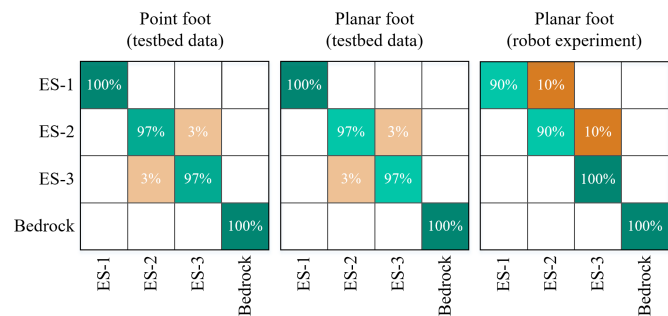 Point foot
(testbed data)
Planar foot
(testbed data)
Planar foot
(robot experiment)
ES-1
100%
100%
90%
10%
ES-2
97%
3%
97%
3%
90%
10%
ES-3
3%
97%
3%
97%
100%
Bedrock
100%
100%
100%
ES-1
ES-2
ES-3
Bedrock
ES-1
ES-2
ES-3
Bedrock
ES-1
ES-2
ES-3
Bedrock